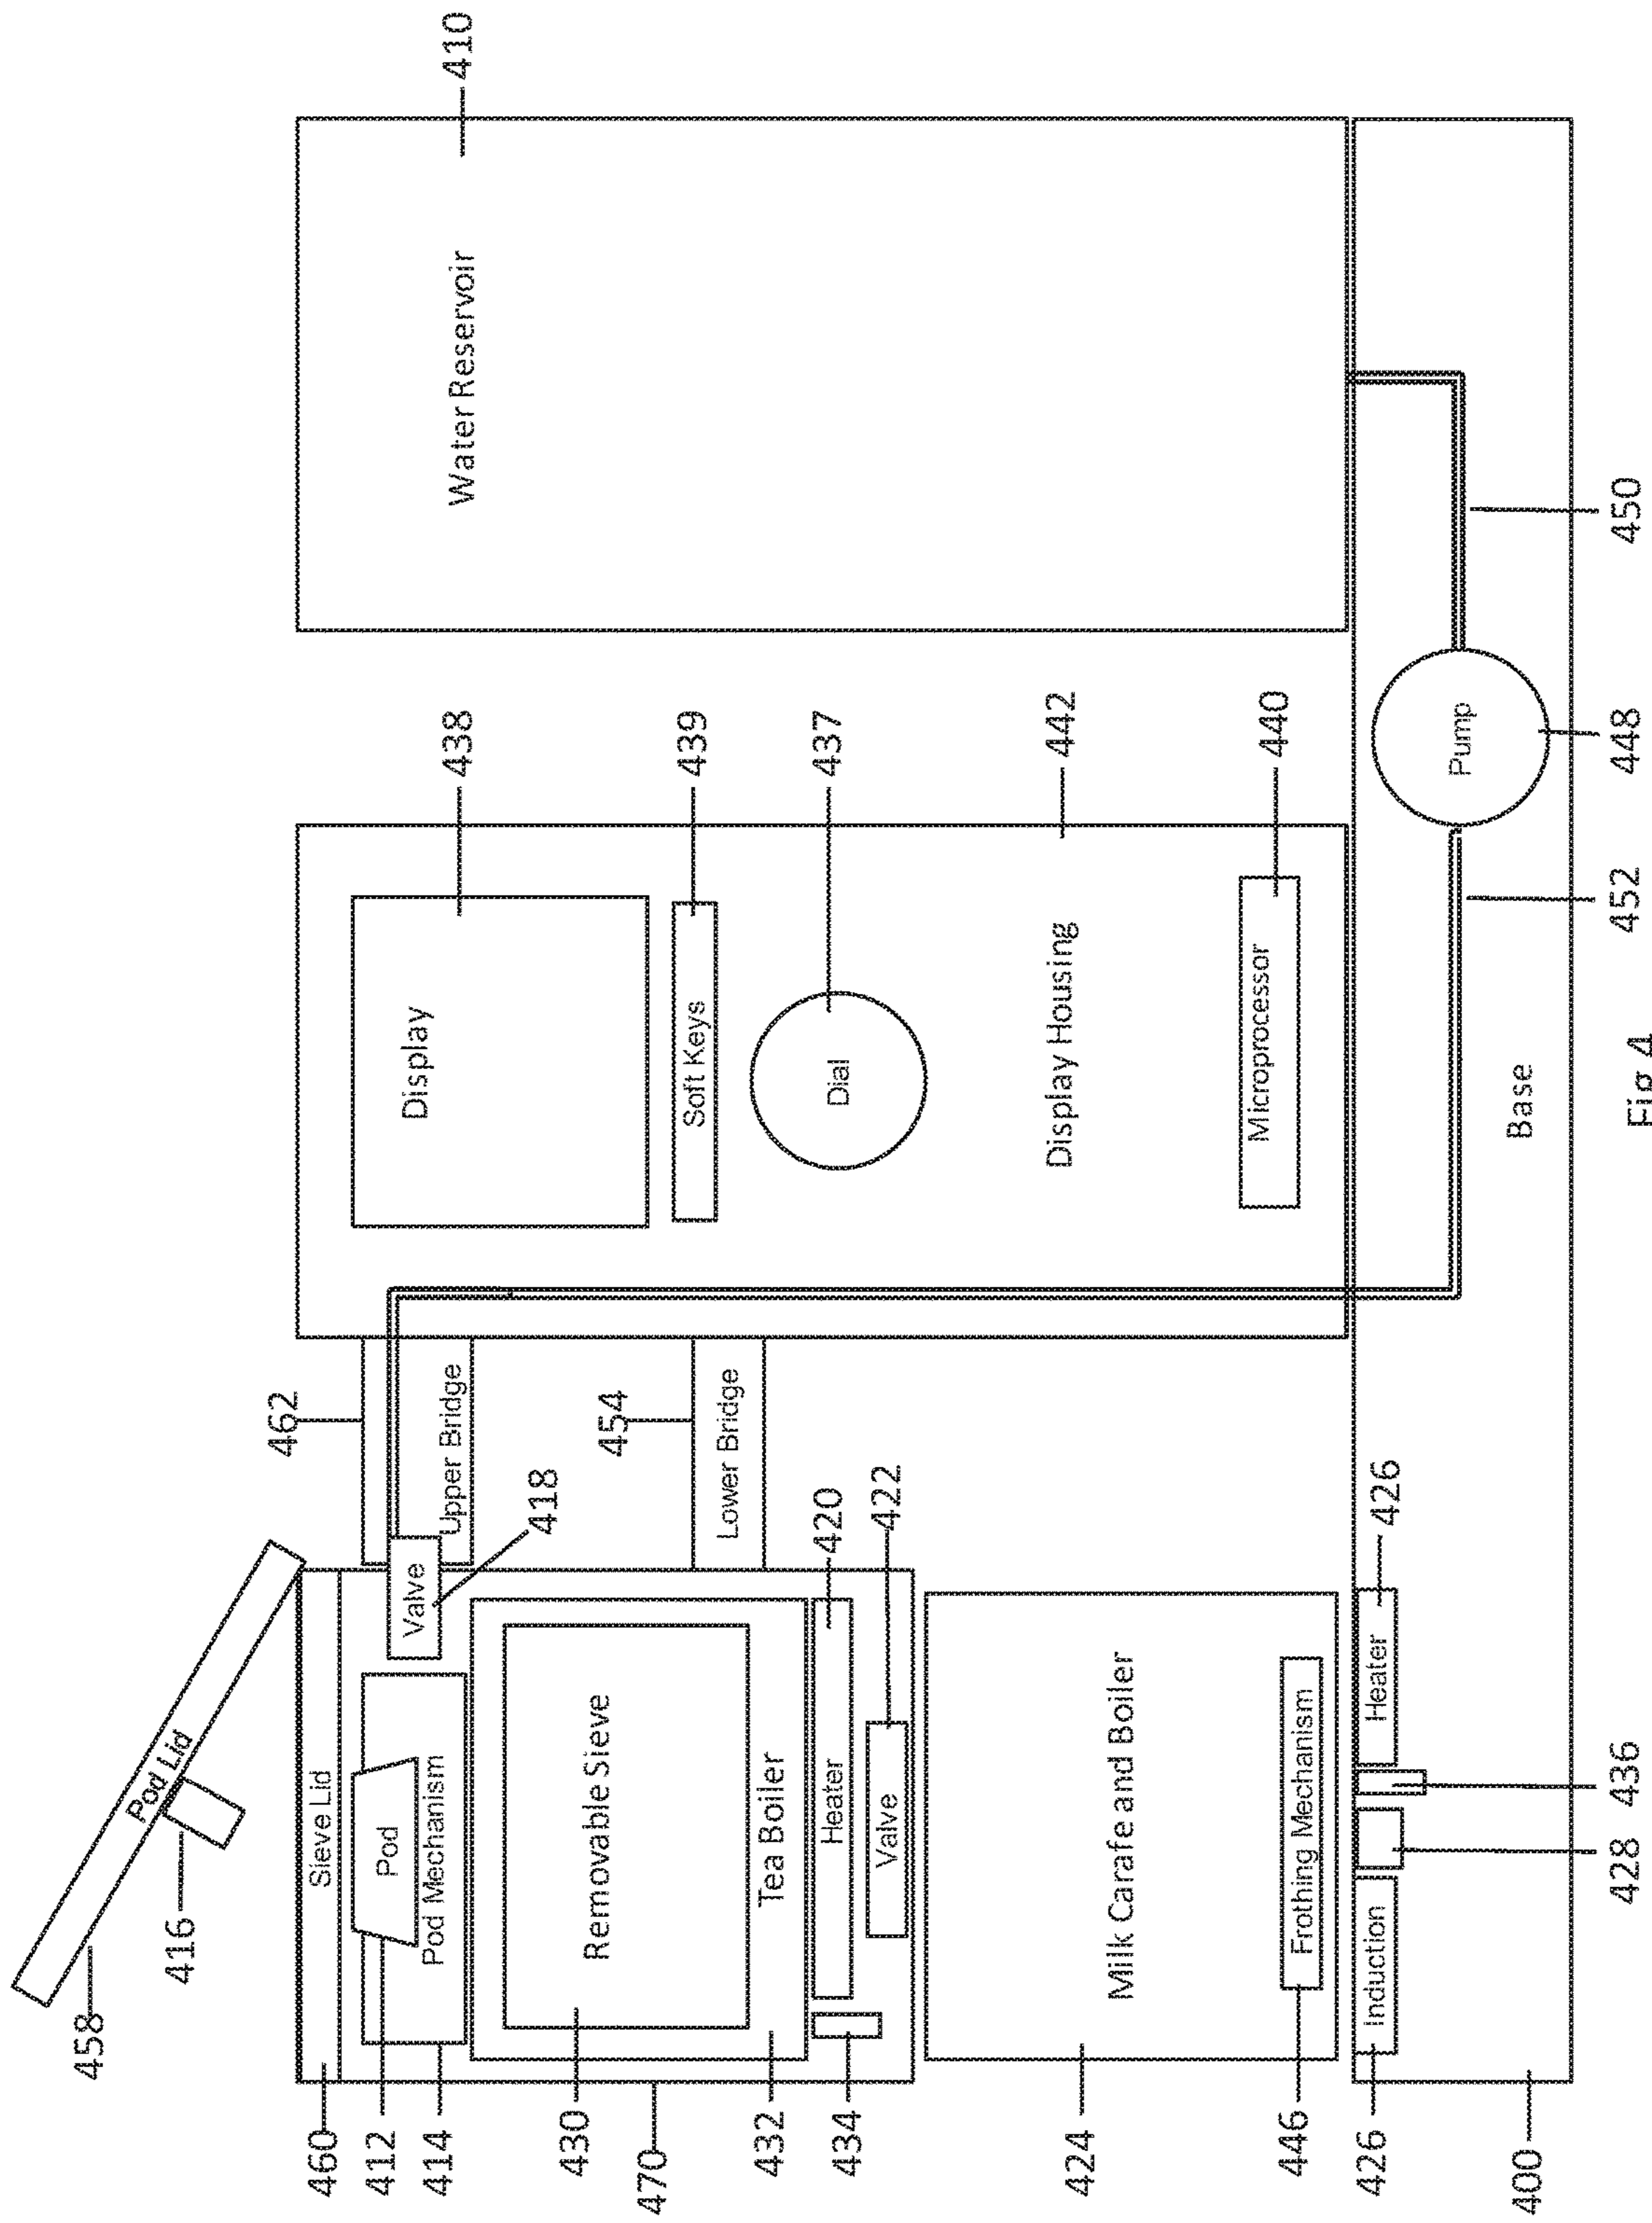 458
Pod Lid
416
460
Sieve Lid
412
Pod
414
Pod Mechanism
Valve
418
462
Upper Bridge
430
Removable Sieve
470
432
Tea Boiler
454
Lower Bridge
434
Heater
420
Valve
422
424
Milk Carafe and Boiler
446
Frothing Mechanism
426
Induction
428
436
Heater
426
400
Base
Display
438
Soft Keys
439
Dial
437
Display Housing
442
Microprocessor
440
Water Reservoir
410
Pump
452
448
450
Fig 4